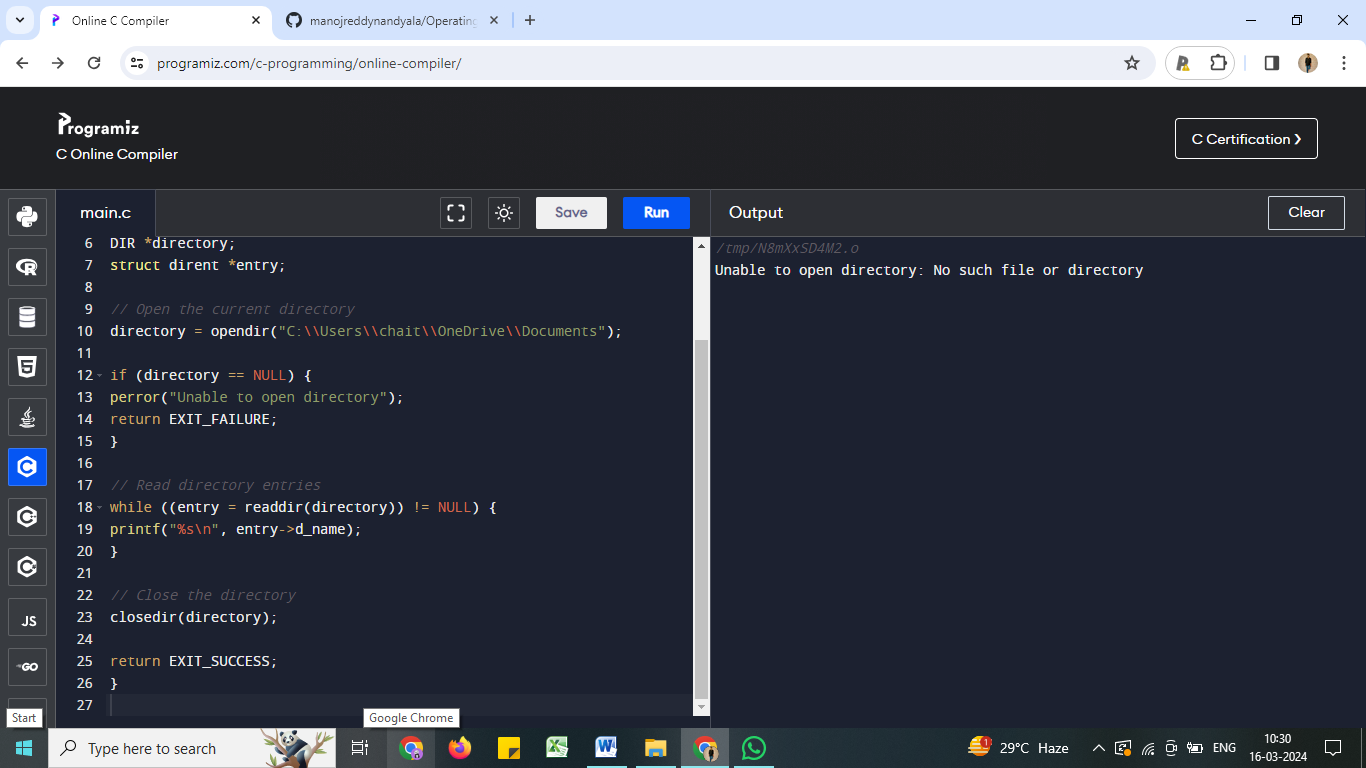 Online C Compiler
manojreddynandyala/Operating
programiz.com/c-programming/online-compiler/
Programiz
C Online Compiler
C Certification ❯
main.c
Save
Run
Output
Clear
6 DIR *directory;
7 struct dirent *entry;
8
9 // Open the current directory
10 directory = opendir("C:\\Users\\chait\\OneDrive\\Documents");
11
12 if (directory == NULL) {
13 perror("Unable to open directory");
14 return EXIT_FAILURE;
15 }
16
17 // Read directory entries
18 while ((entry = readdir(directory)) != NULL) {
19 printf("%s\n", entry->d_name);
20 }
21
22 // Close the directory
23 closedir(directory);
24
25 return EXIT_SUCCESS;
26 }
27
/tmp/N8mXxSD4M2.o
Unable to open directory: No such file or directory
JS
GO
Start
Google Chrome
Type here to search
1
29°C Haze
ENG
10:30
16-03-2024